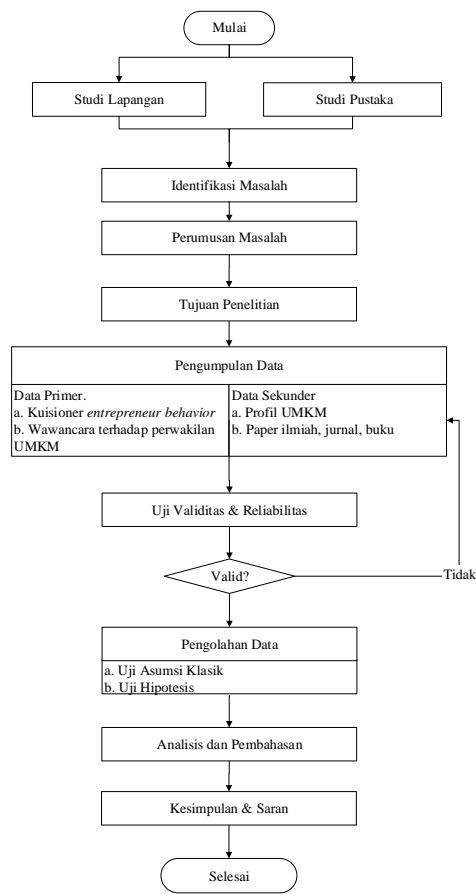 Mulai
Studi Lapangan
Studi Pustaka
Identifikasi Masalah
Perumusan Masalah
Tujuan Penelitian
Pengumpulan Data
Data Primer.
a. Kuisioner entrepreneur behavior
b. Wawancara terhadap perwakilan
UMKM
Data Sekunder
a. Profil UMKM
b. Paper ilmiah, jurnal, buku
Uji Validitas & Reliabilitas
Valid?
Tidak
Pengolahan Data
a. Uji Asumsi Klasik
b. Uji Hipotesis
Analisis dan Pembahasan
Kesimpulan & Saran
Selesai